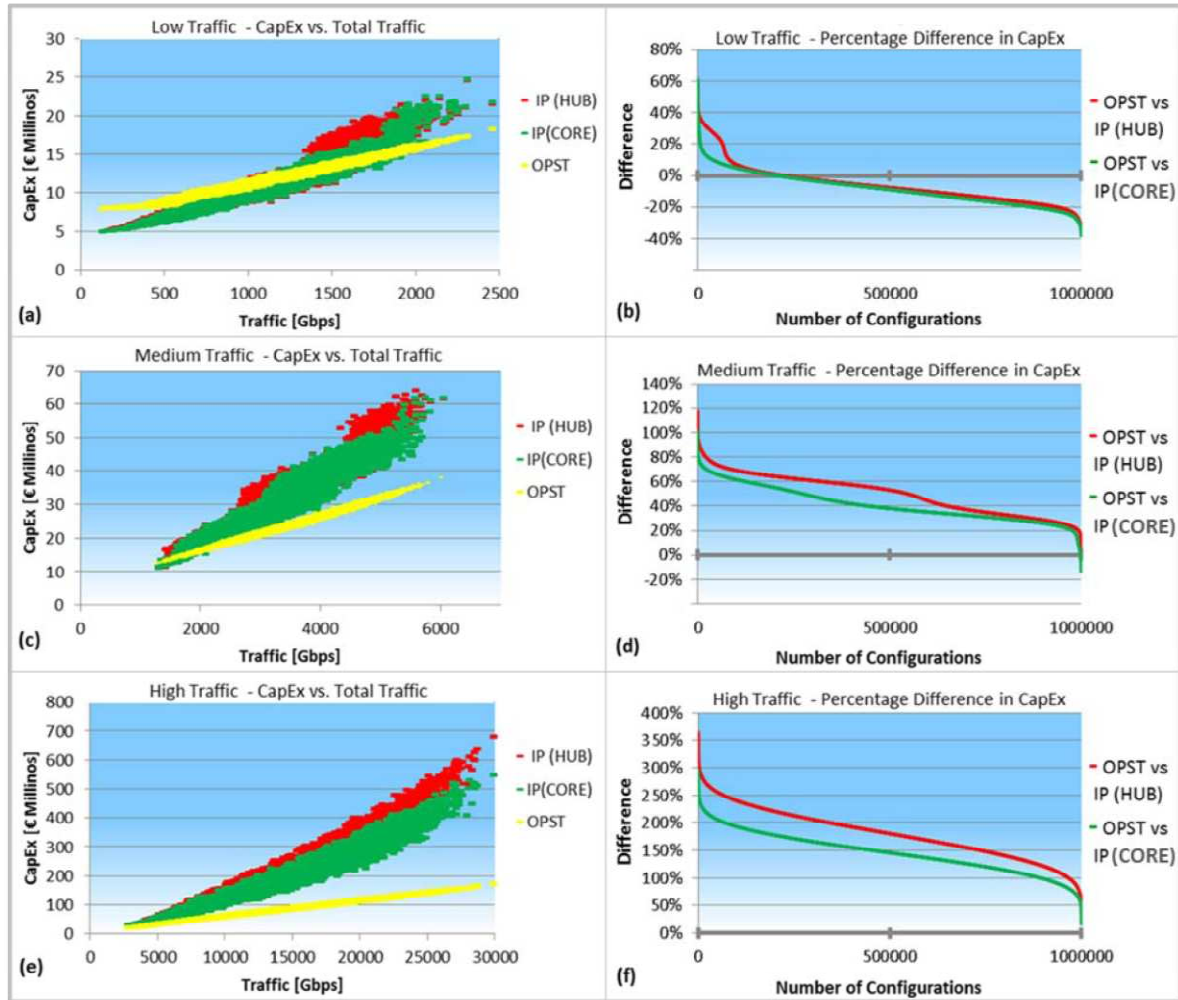 Low Traffic - CapEx vs. Total Traffic
30
25
20
15
10
5
0
CapEx [€ Millinos]
0 500 1000 1500 2000 2500
Traffic [Gbps]
IP (HUB)
IP(CORE)
OPST
(a)
Low Traffic - Percentage Difference in CapEx
80%
60%
40%
20%
0%
-20%
-40%
Difference
0 500000 1000000
Number of Configurations
OPST vs
IP (HUB)
OPST vs
IP (CORE)
(b)
Medium Traffic - CapEx vs. Total Traffic
70
60
50
40
30
20
10
0
CapEx [€ Millinos]
0 2000 4000 6000
Traffic [Gbps]
IP (HUB)
IP(CORE)
OPST
(c)
Medium Traffic - Percentage Difference in CapEx
140%
120%
100%
80%
60%
40%
20%
0%
-20%
Difference
0 500000 1000000
Number of Configurations
OPST vs
IP (HUB)
OPST vs
IP (CORE)
(d)
High Traffic - CapEx vs. Total Traffic
800
700
600
500
400
300
200
100
0
CapEx [€ Millinos]
0 5000 10000 15000 20000 25000 30000
Traffic [Gbps]
IP (HUB)
IP(CORE)
OPST
(e)
High Traffic - Percentage Difference in CapEx
400%
350%
300%
250%
200%
150%
100%
50%
0%
Difference
0 500000 1000000
Number of Configurations
OPST vs
IP (HUB)
OPST vs
IP (CORE)
(f)